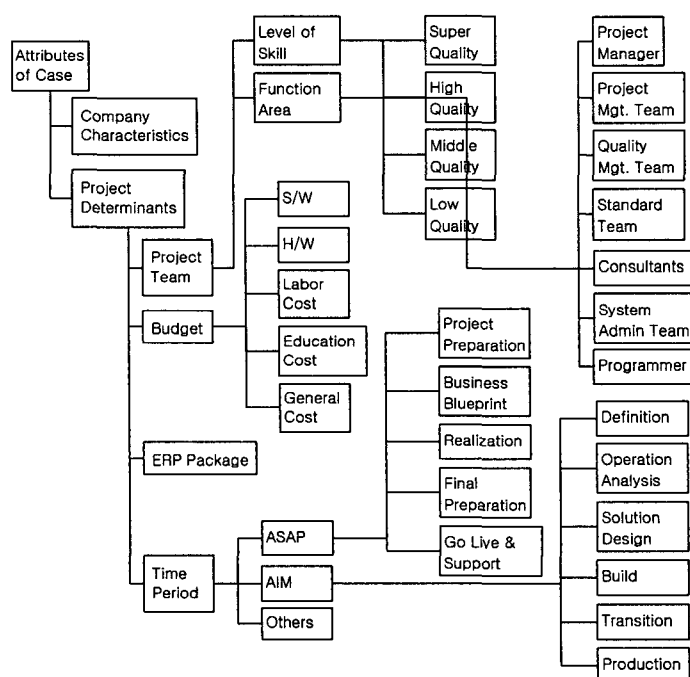 Attributes
of Case
Company
Characteristics
Project
Determinants
Project
Team
Budget
ERP Package
Time
Period
Level of
Skill
Function
Area
S/W
H/W
Labor
Cost
Education
Cost
General
Cost
ASAP
AIM
Others
Super
Quality
High
Quality
Middle
Quality
Low
Quality
Project
Preparation
Business
Blueprint
Realization
Final
Preparation
Go Live &
Support
Project
Manager
Project
Mgt. Team
Quality
Mgt. Team
Standard
Team
Consultants
System
Admin Team
Programmer
Definition
Operation
Analysis
Solution
Design
Build
Transition
Production